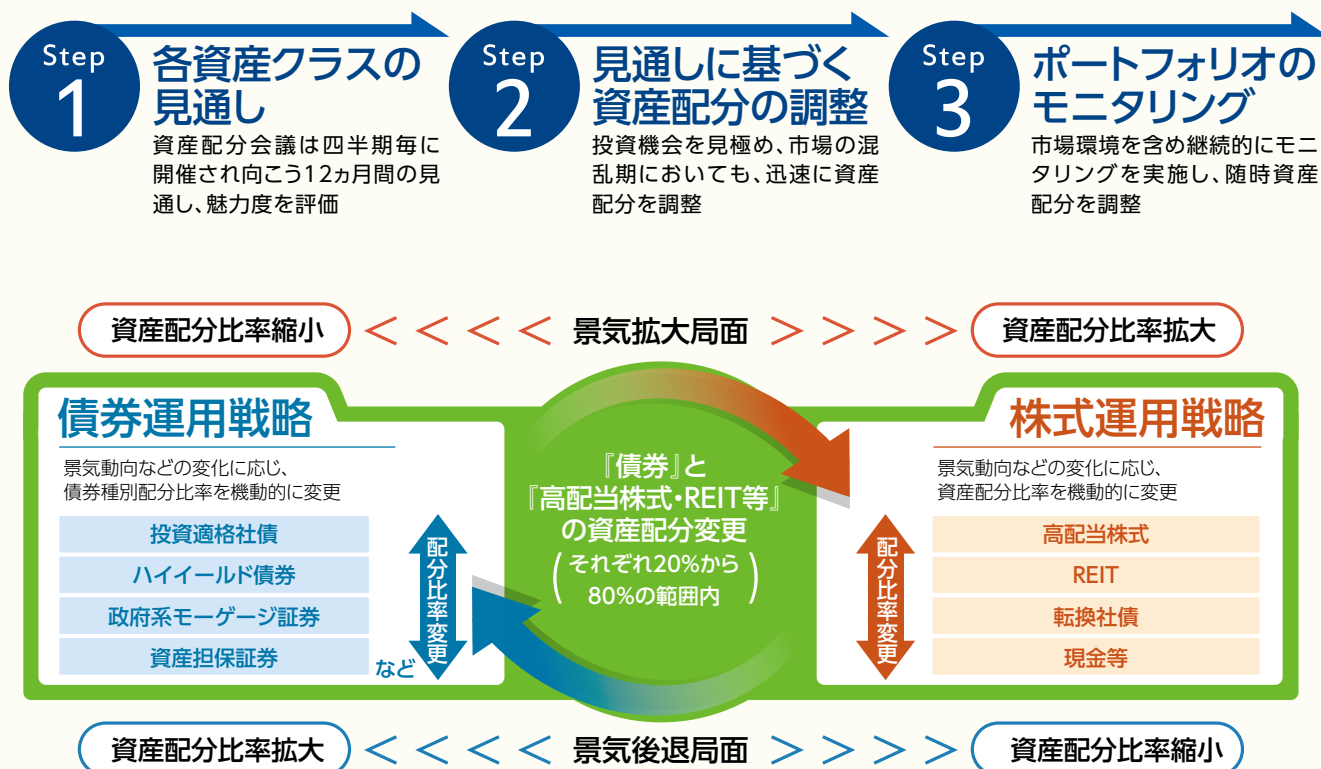 Step
1
各資産クラスの
見通し
資産配分会議は四半期毎に
開催され向こう12ヵ月間の見
通し、魅力度を評価
Step
2
見通しに基づく
資産配分の調整
投資機会を見極め、市場の混
乱期においても、迅速に資産
配分を調整
Step
3
ポートフォリオの
モニタリング
市場環境を含め継続的にモニ
タリングを実施し、随時資産
配分を調整
資産配分比率縮小 < < < < 景気拡大局面 > > > > 資産配分比率拡大
債券運用戦略
景気動向などの変化に応じ、
債券種別配分比率を機動的に変更
投資適格社債
ハイイールド債券
政府系モーゲージ証券
資産担保証券
など
配分比率変更
『債券』と
『高配当株式・REIT等』
の資産配分変更
(それぞれ20%から
80%の範囲内)
株式運用戦略
景気動向などの変化に応じ、
資産配分比率を機動的に変更
配分比率変更
高配当株式
REIT
転換社債
現金等
資産配分比率拡大 < < < < 景気後退局面 > > > > 資産配分比率縮小